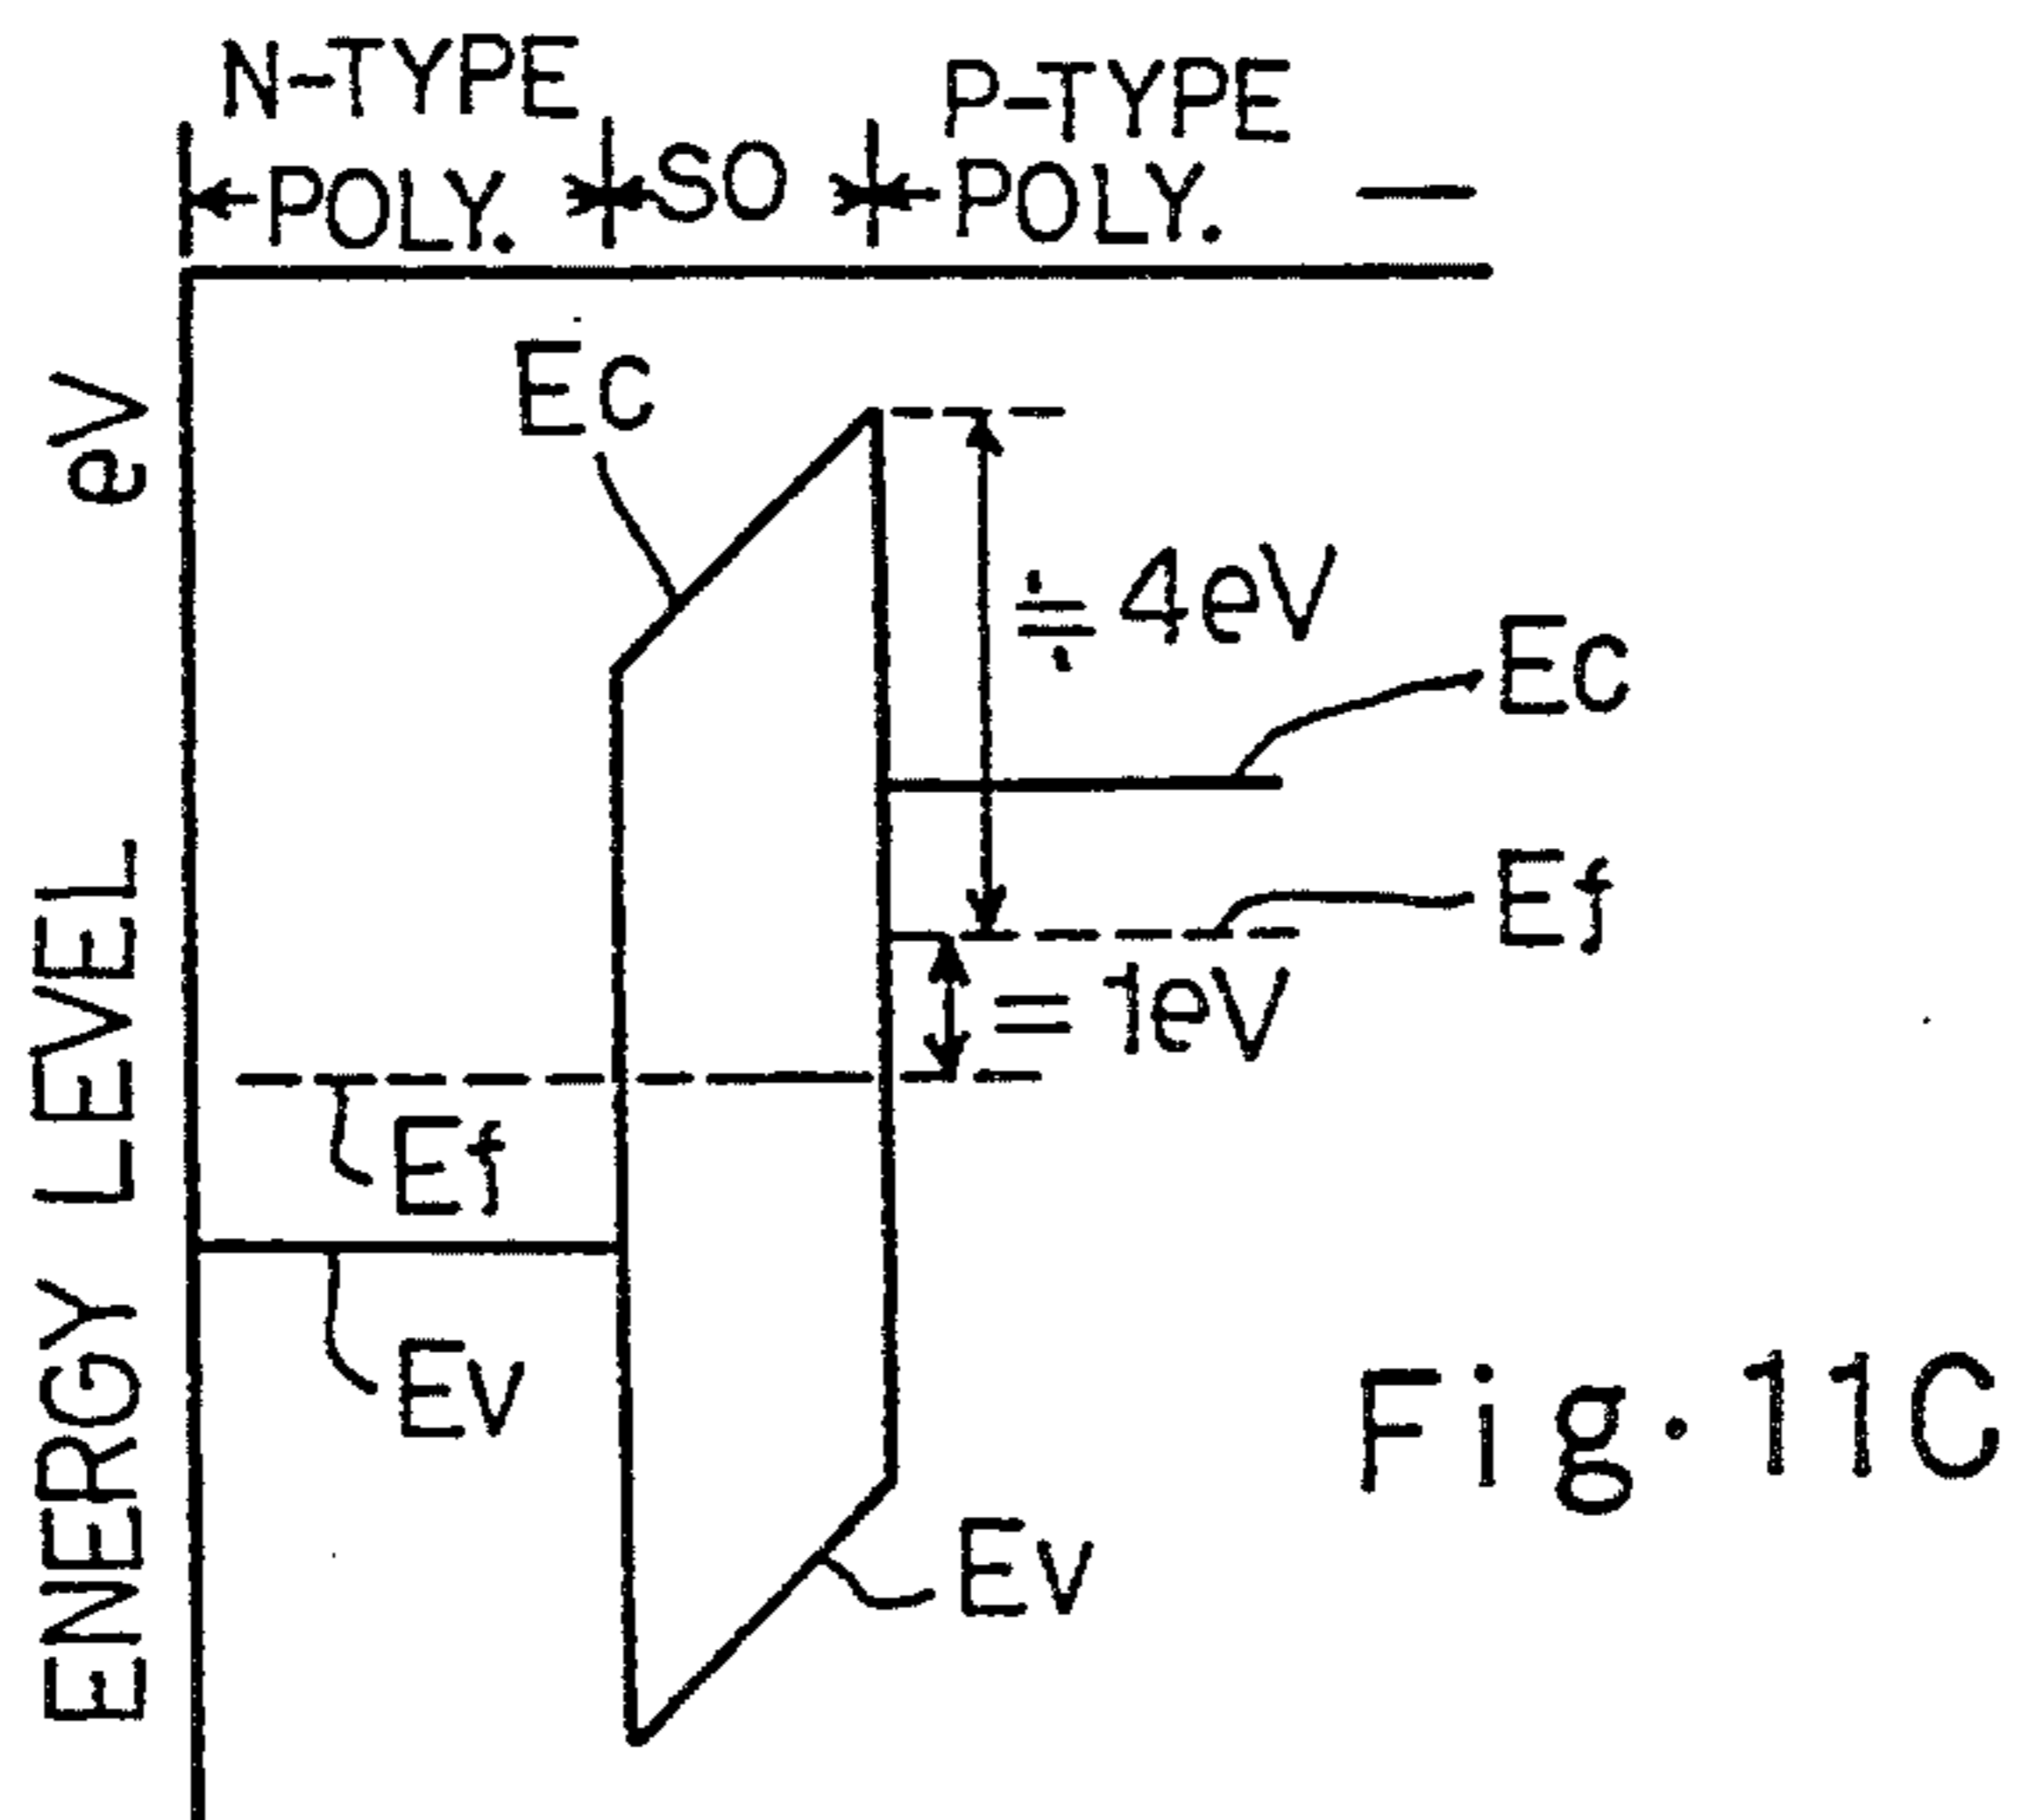 N-TYPE
POLY.
SO
P-TYPE
POLY.
eV
ENERGY LEVEL
Ec
≒ 4eV
Ec
Ef
= 1eV
Ef
Ev
Ev
Fig. 11C